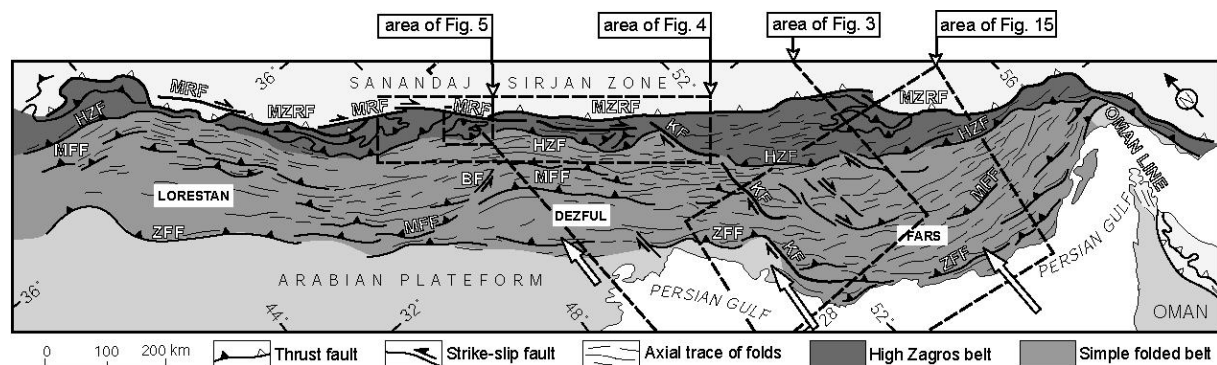 area of Fig. 5
area of Fig. 4
area of Fig. 3
area of Fig. 15
36°
SANANDAJ SIRJAN ZONE
52°
56
N
MRF
MZRF
MRF
MRF
MZRF
MZRF
HZF
HZF
KF
HZF
HZF
OMAN LINE
MFF
BF
MFF
KF
MFF
LORESTAN
DEZFUL
FARS
MFF
ZFF
ZFF
KF
ZFF
ARABIAN PLATEFORM
PERSIAN GULF
PERSIAN GULF
36°
44°
32°
48°
28°
52°
OMAN
0 100 200 km
Thrust fault
Strike-slip fault
Axial trace of folds
High Zagros belt
Simple folded belt